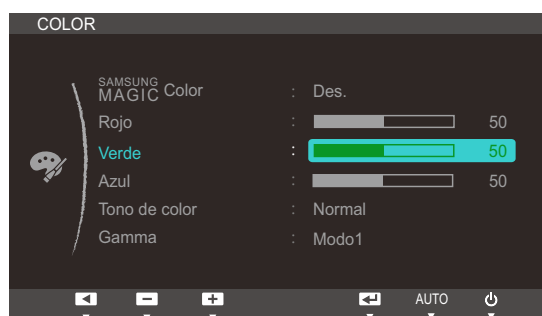 COLOR
SAMSUNG MAGIC Color : Des.
Rojo : 50
Verde : 50
Azul : 50
Tono de color : Normal
Gamma : Modo1
AUTO